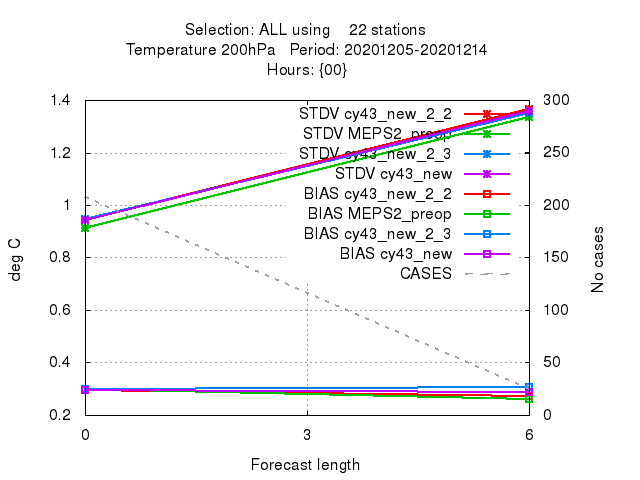 Selection: ALL using 22 stations
Temperature 200hPa Period: 20201205-20201214
Hours: {00}
1.4
1.2
1
0.8
0.6
0.4
0.2
deg C
300
250
200
150
100
50
0
No cases
STDV cy43_new_2_2
STDV MEPS2_preop
STDV cy43_new_2_3
STDV cy43_new
BIAS cy43_new_2_2
BIAS MEPS2_preop
BIAS cy43_new_2_3
BIAS cy43_new
CASES
0 3 6
Forecast length